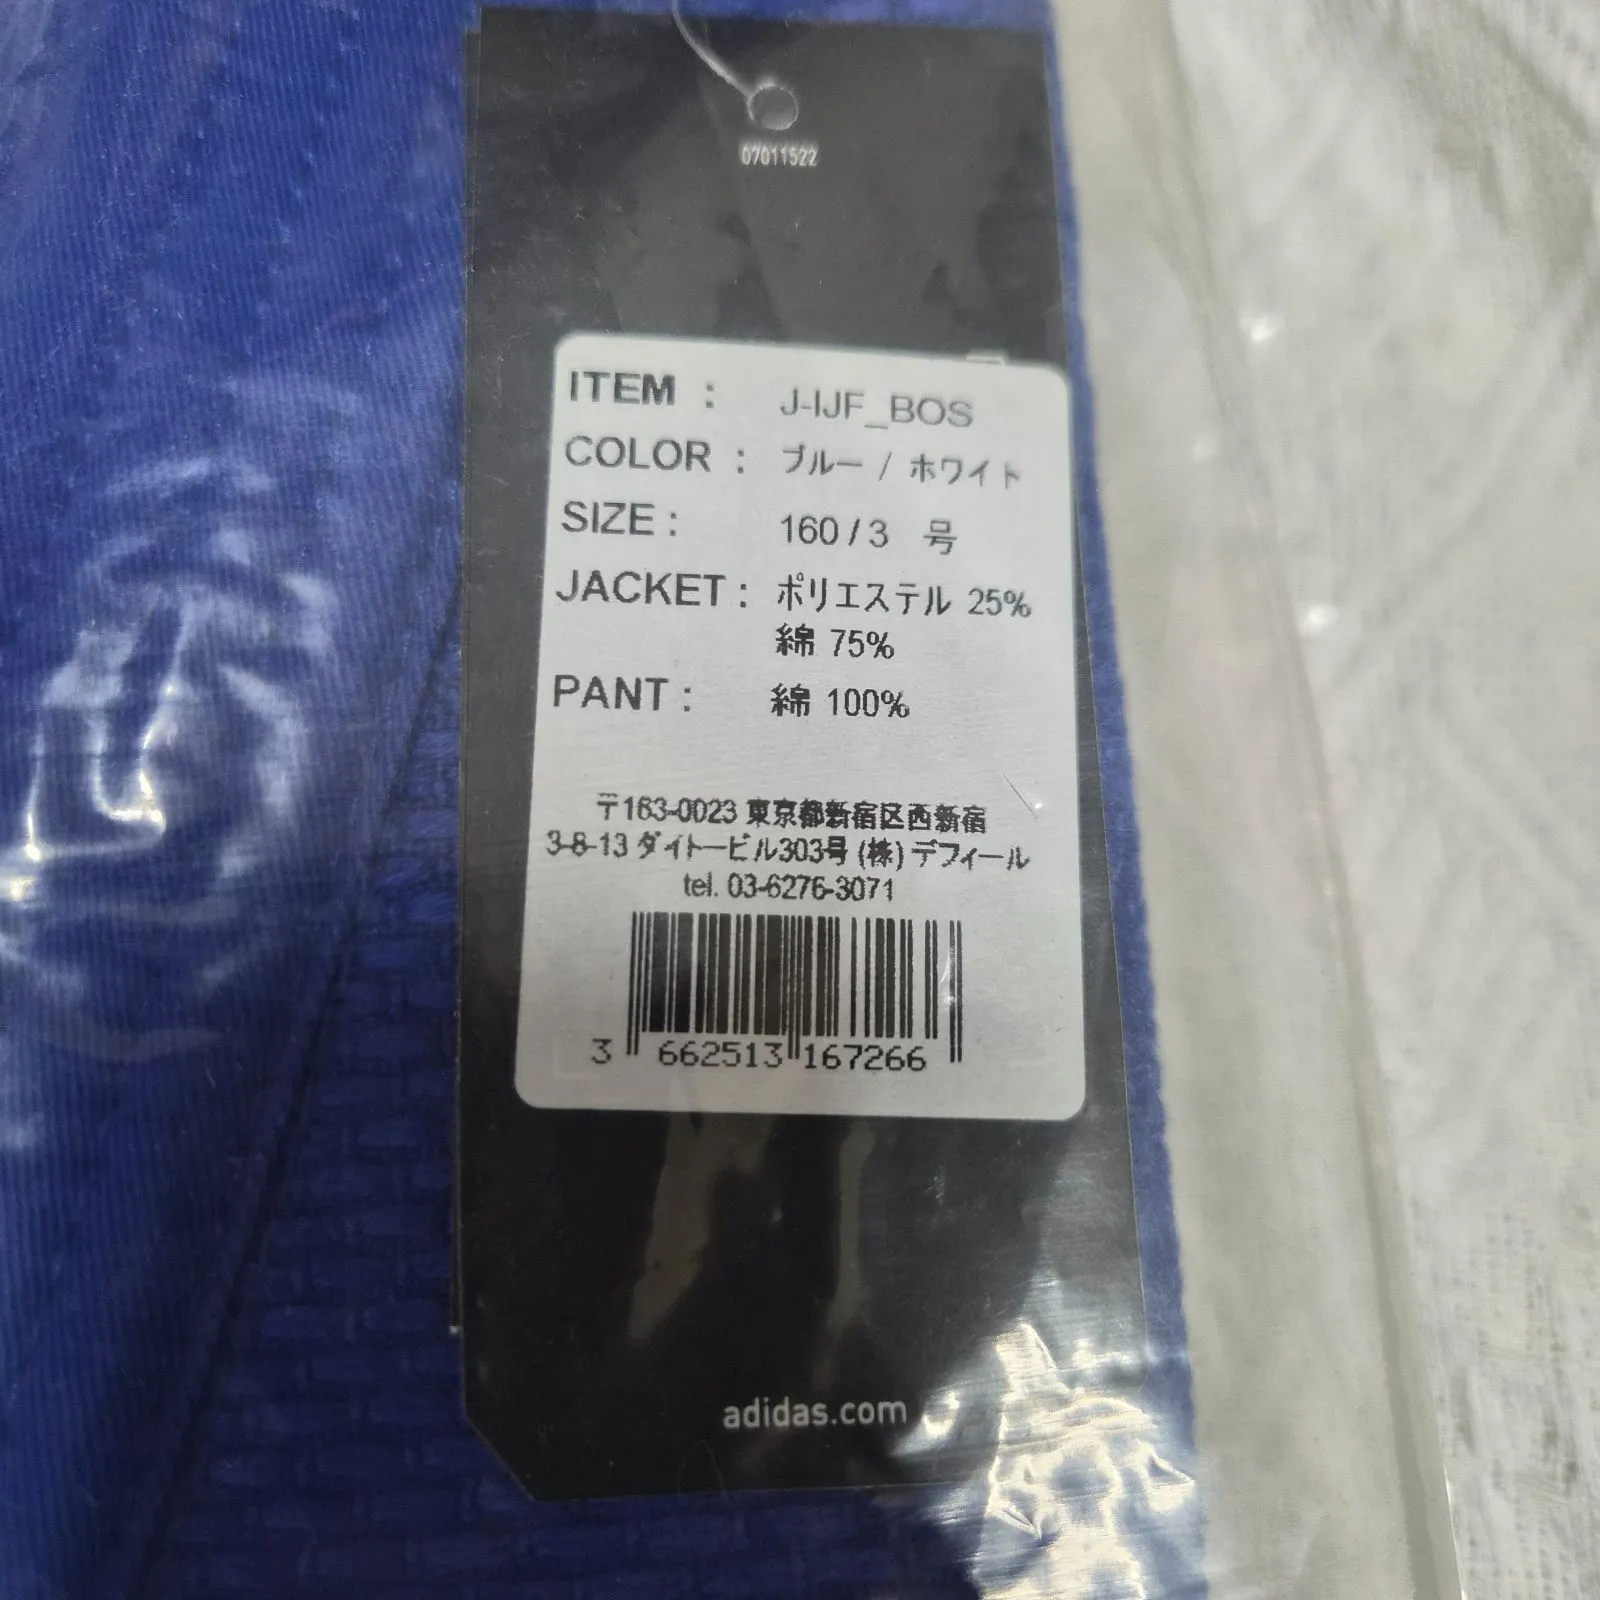 07011522
ITEM : J-IJF_BOS
COLOR : ブルー / ホワイト
SIZE : 160 / 3 号
JACKET : ポリエステル 25%
綿 75%
PANT : 綿 100%
〒163-0023 東京都新宿区西新宿
3-8-13 ダイトービル303号 (株) デフィール
tel. 03-6276-3071
3 662513 167266
adidas.com